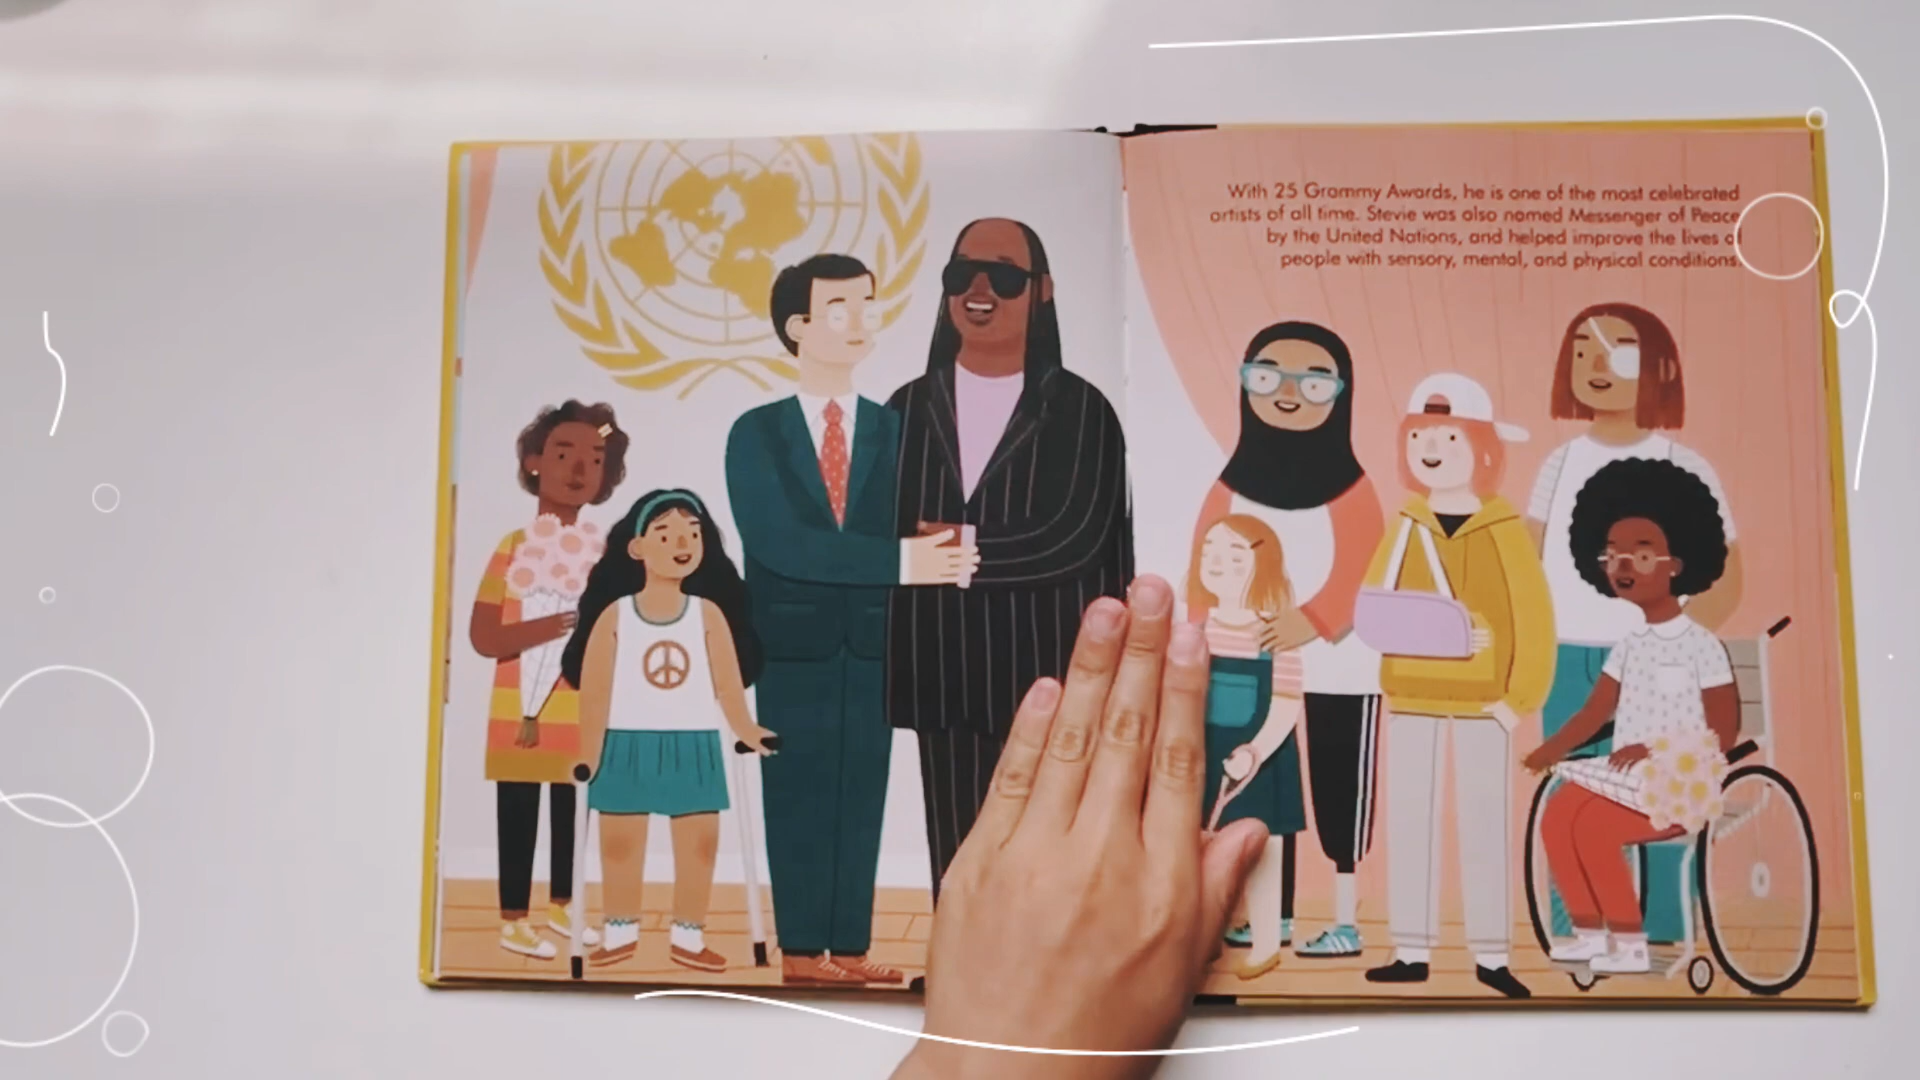 With 25 Grammy Awards, he is one of the most celebrated
artists of all time. Stevie was also named Messenger of Peace
by the United Nations, and helped improve the lives of
people with sensory, mental, and physical conditions.